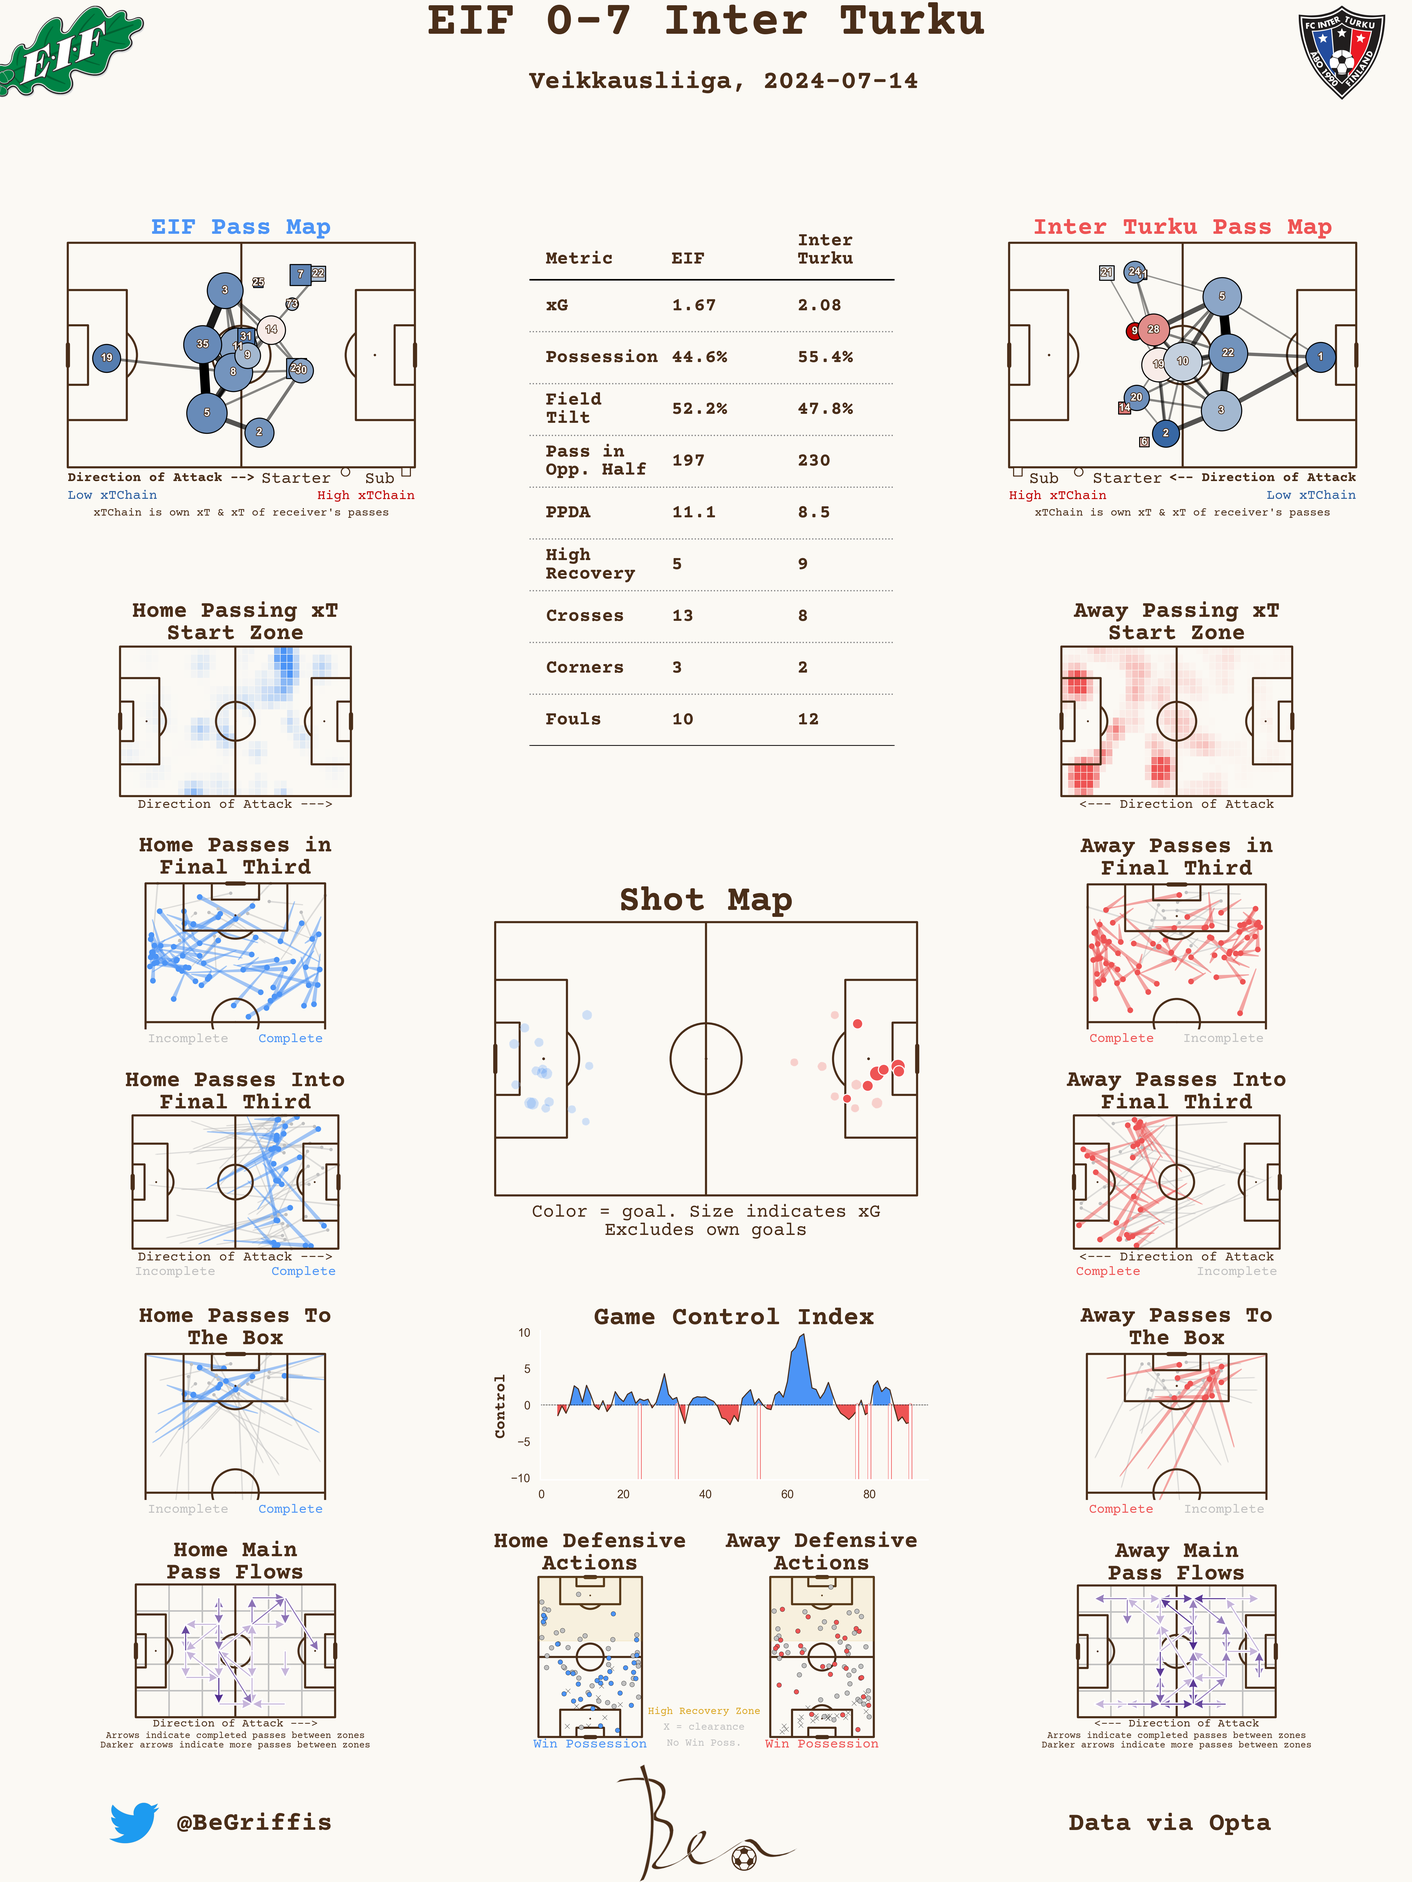 EIF 0-7 Inter Turku
Veikkausliiga, 2024-07-14
E.I.F
FC INTER TURKU
ÅBO 1990 FINLAND
EIF Pass Map
3
25
7
22
73
14
31
35
11
9
19
8
30
5
2
Direction of Attack --> Starter Sub
Low xTChain High xTChain
xTChain is own xT & xT of receiver's passes
Metric EIF Inter
Turku
xG 1.67 2.08
Possession 44.6% 55.4%
Field
Tilt 52.2% 47.8%
Pass in
Opp. Half 197 230
PPDA 11.1 8.5
High
Recovery 5 9
Crosses 13 8
Corners 3 2
Fouls 10 12
Inter Turku Pass Map
21
24
5
9
28
22
19
10
1
20
14
3
2
6
Sub Starter <-- Direction of Attack
High xTChain Low xTChain
xTChain is own xT & xT of receiver's passes
Home Passing xT
Start Zone
Direction of Attack --->
Away Passing xT
Start Zone
<--- Direction of Attack
Home Passes in
Final Third
Incomplete Complete
Shot Map
Color = goal. Size indicates xG
Excludes own goals
Away Passes in
Final Third
Complete Incomplete
Home Passes Into
Final Third
Direction of Attack --->
Incomplete Complete
Away Passes Into
Final Third
<--- Direction of Attack
Complete Incomplete
Home Passes To
The Box
Incomplete Complete
Game Control Index
Control
10
5
0
−5
−10
0 20 40 60 80
Away Passes To
The Box
Complete Incomplete
Home Main
Pass Flows
Direction of Attack --->
Arrows indicate completed passes between zones
Darker arrows indicate more passes between zones
Home Defensive
Actions
Win Possession
High Recovery Zone
X = clearance
No Win Poss.
Away Defensive
Actions
Win Possession
Away Main
Pass Flows
<--- Direction of Attack
Arrows indicate completed passes between zones
Darker arrows indicate more passes between zones
@BeGriffis
Ben
Data via Opta